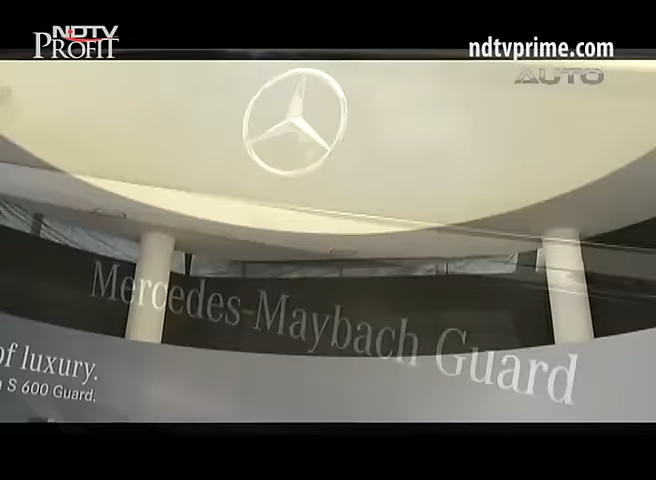 NDTV
PROFIT
ndtvprime.com
AUTO
Mercedes-Maybach Guard
of luxury.
S 600 Guard.